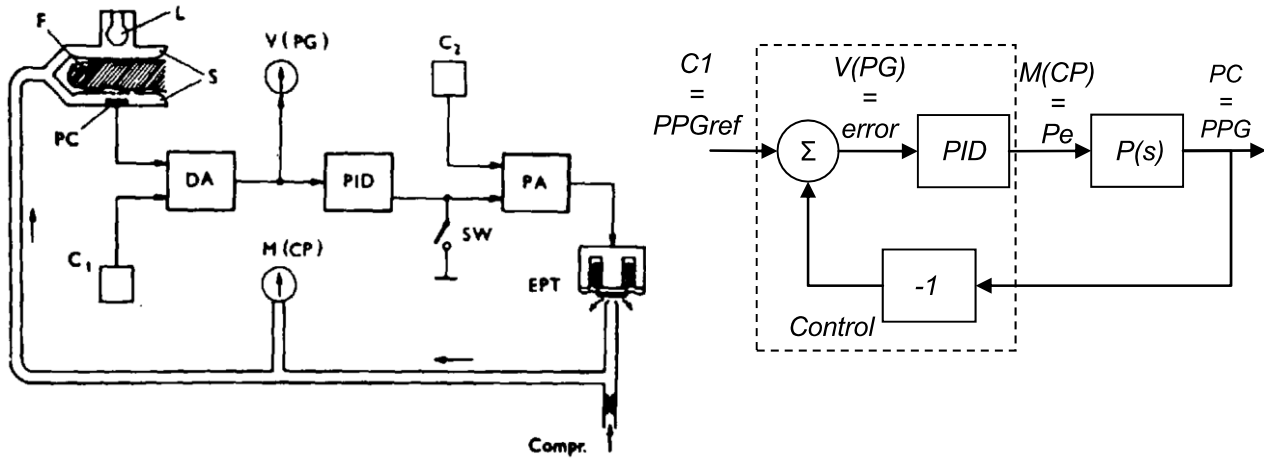 F
L
S
PC
V(PG)
C₂
DA
PID
PA
C₁
M(CP)
SW
EPT
Compr.
C1
=
PPGref
V(PG)
=
error
Σ
PID
M(CP)
=
Pe
P(s)
PC
=
PPG
-1
Control